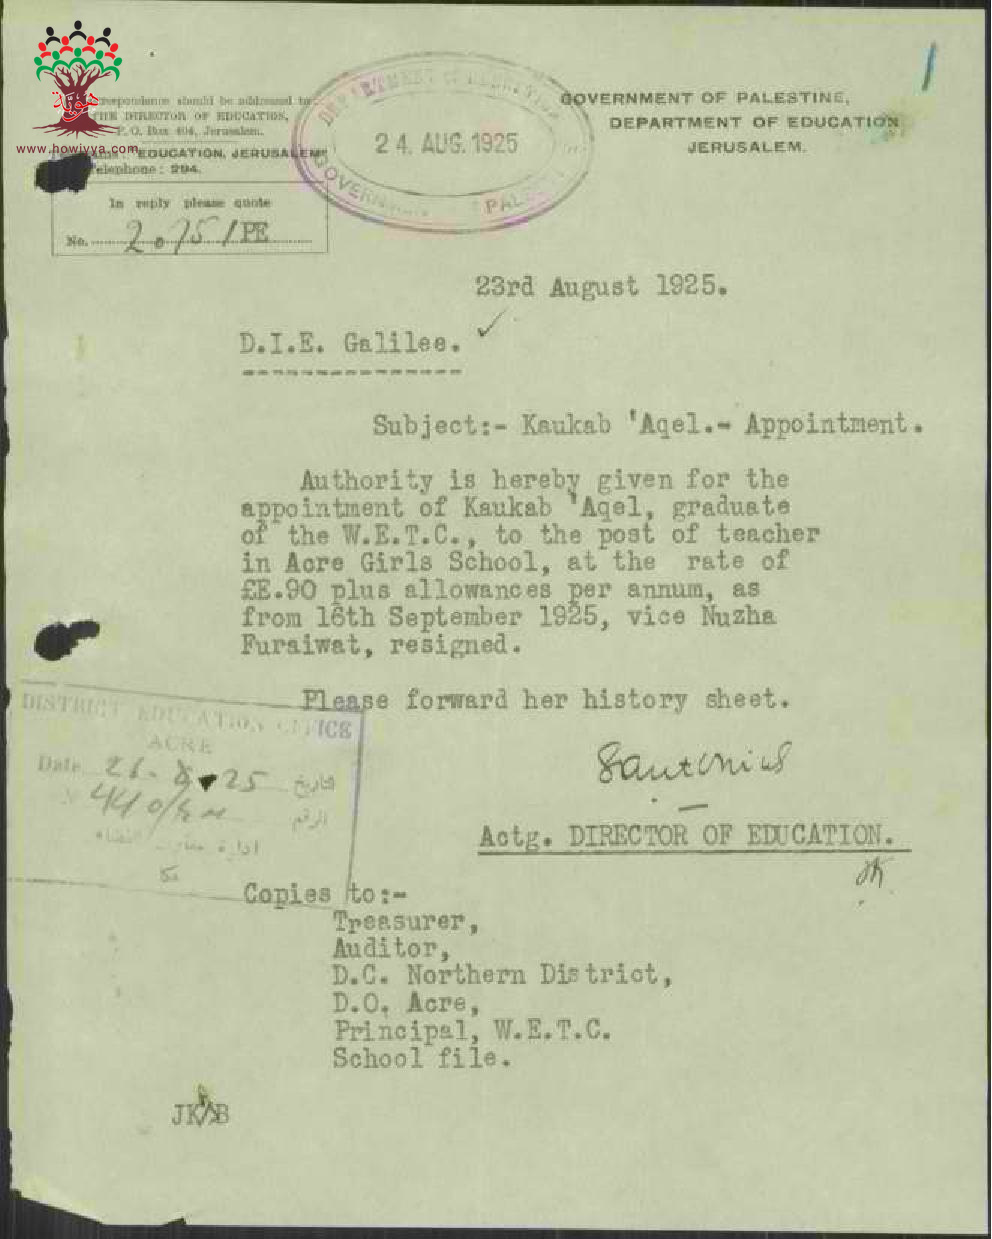 www.howiyya.com
correspondence should be addressed to:
THE DIRECTOR OF EDUCATION,
P.O. Box 404, Jerusalem.
"EDUCATION, JERUSALEM"
Telephone: 294.
In reply please quote
No. 2.75/PE
DEPARTMENT OF
24. AUG. 1925
GOVERNMENT OF PALESTINE,
DEPARTMENT OF EDUCATION
JERUSALEM.
23rd August 1925.
D.I.E. Galilee.
Subject:- Kaukab 'Aqel.- Appointment.
Authority is hereby given for the
appointment of Kaukab 'Aqel, graduate
of the W.E.T.C., to the post of teacher
in Acre Girls School, at the rate of
£E.90 plus allowances per annum, as
from 16th September 1925, vice Nuzha
Furaiwat, resigned.
Please forward her history sheet.
DISTRICT EDUCATION OFFICE
ACRE
Date 26.8.25 تاريخ
440/ الرقم
ادارة
عكا
SAntonius
Actg. DIRECTOR OF EDUCATION.
Copies to:-
Treasurer,
Auditor,
D.C. Northern District,
D.O. Acre,
Principal, W.E.T.C.
School file.